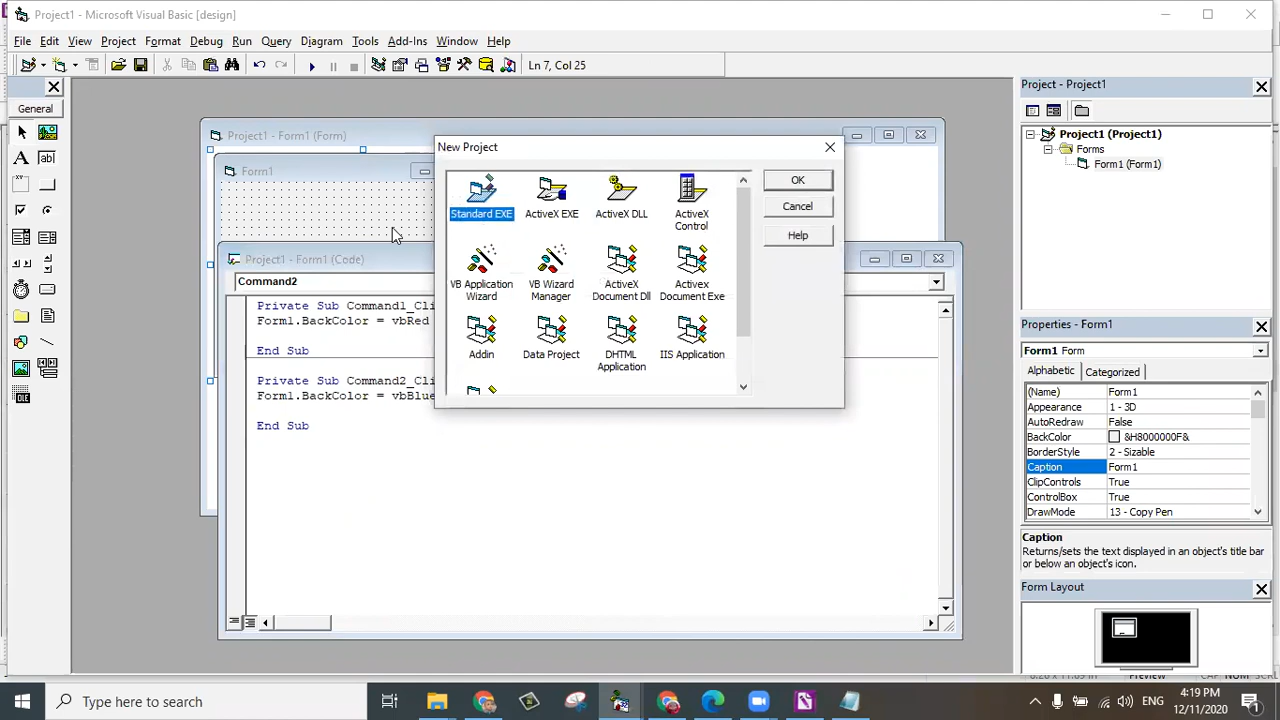 Project1 - Microsoft Visual Basic [design]
File Edit View Project Format Debug Run Query Diagram Tools Add-Ins Window Help
Ln 7, Col 25
General
Project1 - Form1 (Form)
Form1
Project1 - Form1 (Code)
Command2
Private Sub Command1_Cli
Form1.BackColor = vbRed
End Sub
Private Sub Command2_Cli
Form1.BackColor = vbBlue
End Sub
New Project
Standard EXE
ActiveX EXE
ActiveX DLL
ActiveX Control
VB Application Wizard
VB Wizard Manager
ActiveX Document Dll
Activex Document Exe
Addin
Data Project
DHTML Application
IIS Application
OK
Cancel
Help
Project - Project1
Project1 (Project1)
Forms
Form1 (Form1)
Properties - Form1
Form1 Form
Alphabetic Categorized
(Name) Form1
Appearance 1 - 3D
AutoRedraw False
BackColor &H8000000F&
BorderStyle 2 - Sizable
Caption Form1
ClipControls True
ControlBox True
DrawMode 13 - Copy Pen
Caption
Returns/sets the text displayed in an object's title bar
or below an object's icon.
Form Layout
Type here to search
ENG
4:19 PM
12/11/2020